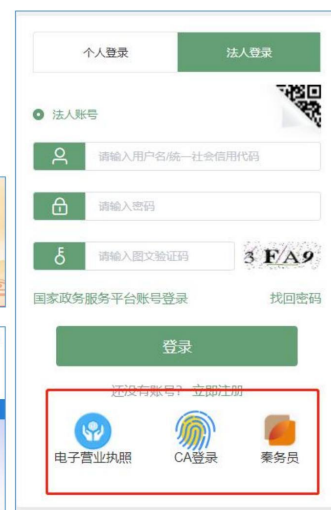 个人登录
法人登录
法人账号
请输入用户名/统一社会信用代码
请输入密码
请输入图文验证码
3 FA9
国家政务服务平台账号登录
找回密码
登录
还没有账号？ 立即注册
电子营业执照
CA登录
秦务员